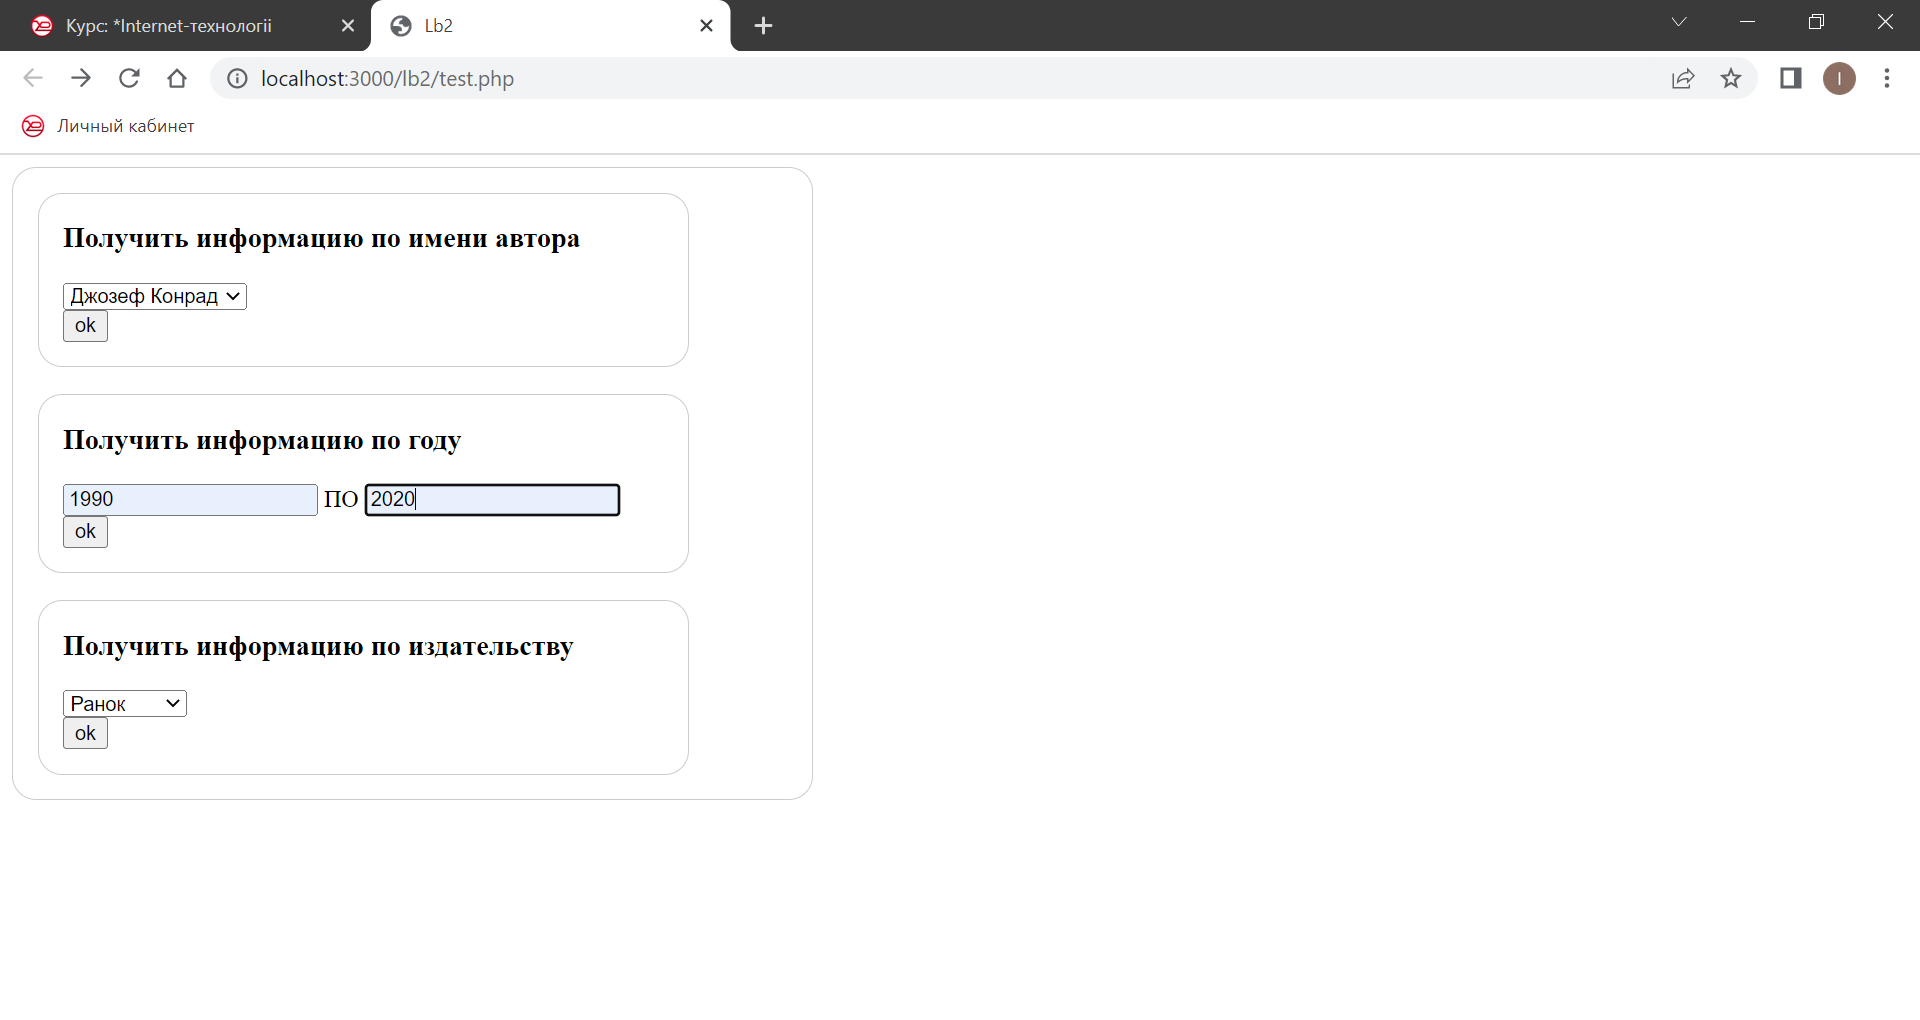 Курс: *Internet-технології
Lb2
localhost:3000/lb2/test.php
I
Личный кабинет
Получить информацию по имени автора
Джозеф Конрад
ok
Получить информацию по году
1990 ПО 2020
ok
Получить информацию по издательству
Ранок
ok